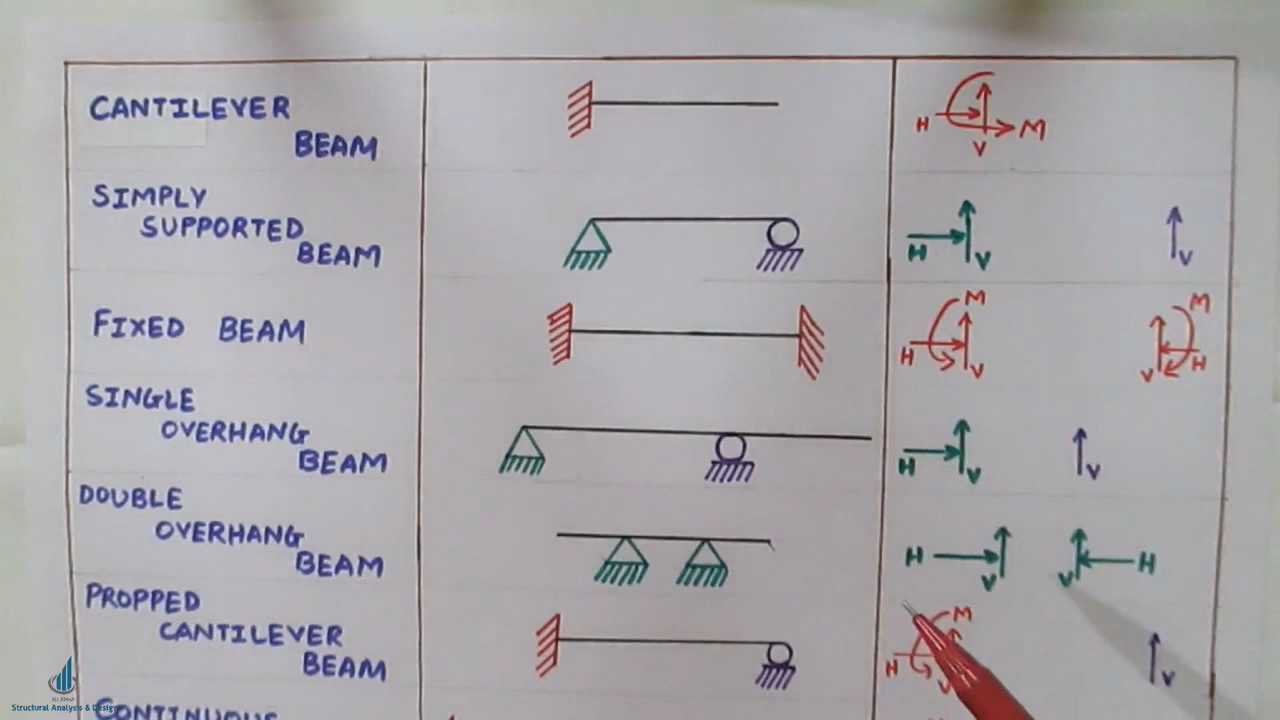 CANTILEVER
BEAM
H
V
M
SIMPLY
SUPPORTED
BEAM
H
V
V
FIXED BEAM
M
H
V
M
V
H
SINGLE
OVERHANG
BEAM
H
V
V
DOUBLE
OVERHANG
BEAM
H
V
V
H
PROPPED
CANTILEVER
BEAM
M
H
V
V
CONTINUOUS
Structural Analysis & Design